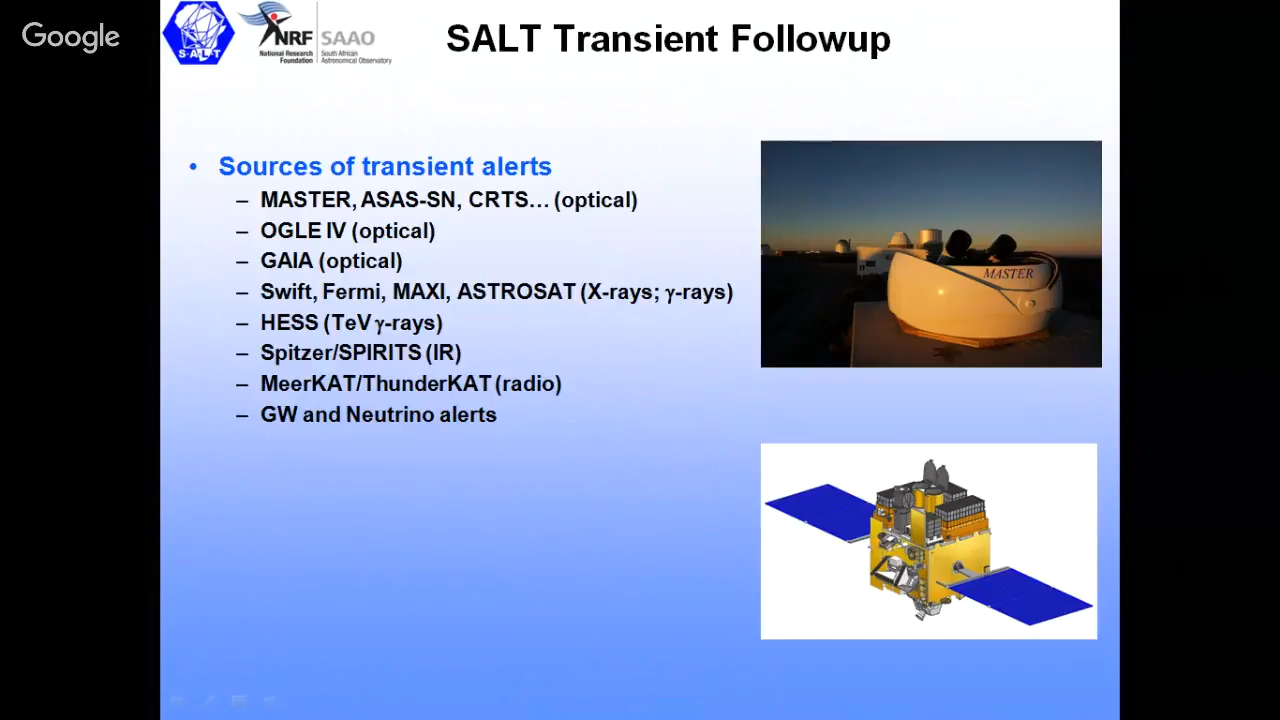 Google
SALT
NRF
National Research
Foundation
SAAO
South African
Astronomical Observatory
SALT Transient Followup
• Sources of transient alerts
– MASTER, ASAS-SN, CRTS… (optical)
– OGLE IV (optical)
– GAIA (optical)
– Swift, Fermi, MAXI, ASTROSAT (X-rays; γ-rays)
– HESS (TeV γ-rays)
– Spitzer/SPIRITS (IR)
– MeerKAT/ThunderKAT (radio)
– GW and Neutrino alerts
MASTER